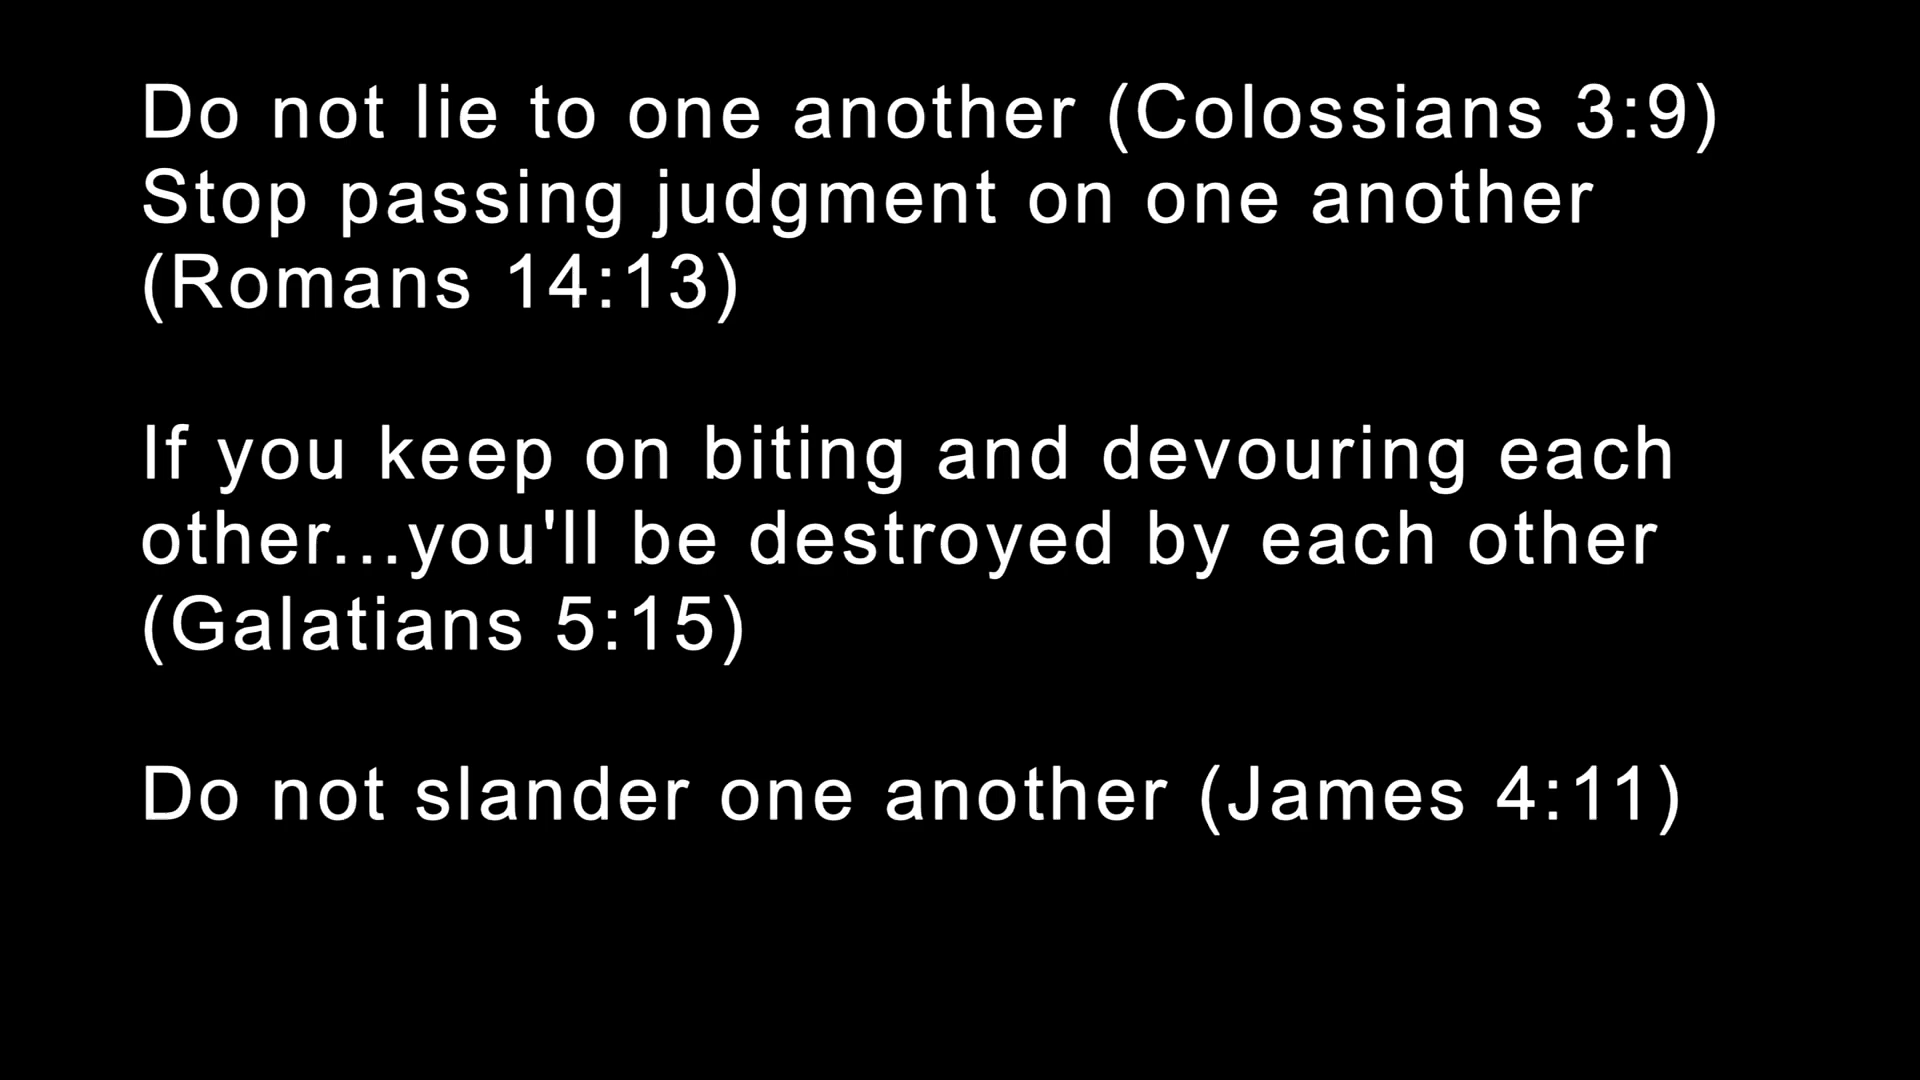 Do not lie to one another (Colossians 3:9)
Stop passing judgment on one another
(Romans 14:13)
If you keep on biting and devouring each
other...you'll be destroyed by each other
(Galatians 5:15)
Do not slander one another (James 4:11)